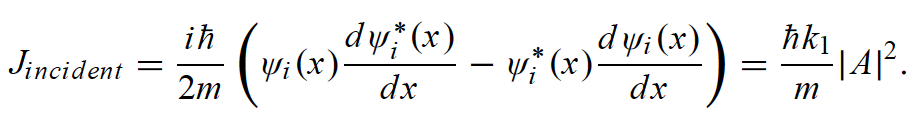 $J_{incident} = \frac{i\hbar}{2m} \left( \psi_i(x) \frac{d\psi_i^*(x)}{dx} - \psi_i^*(x) \frac{d\psi_i(x)}{dx} \right) = \frac{\hbar k_1}{m} |A|^2.$